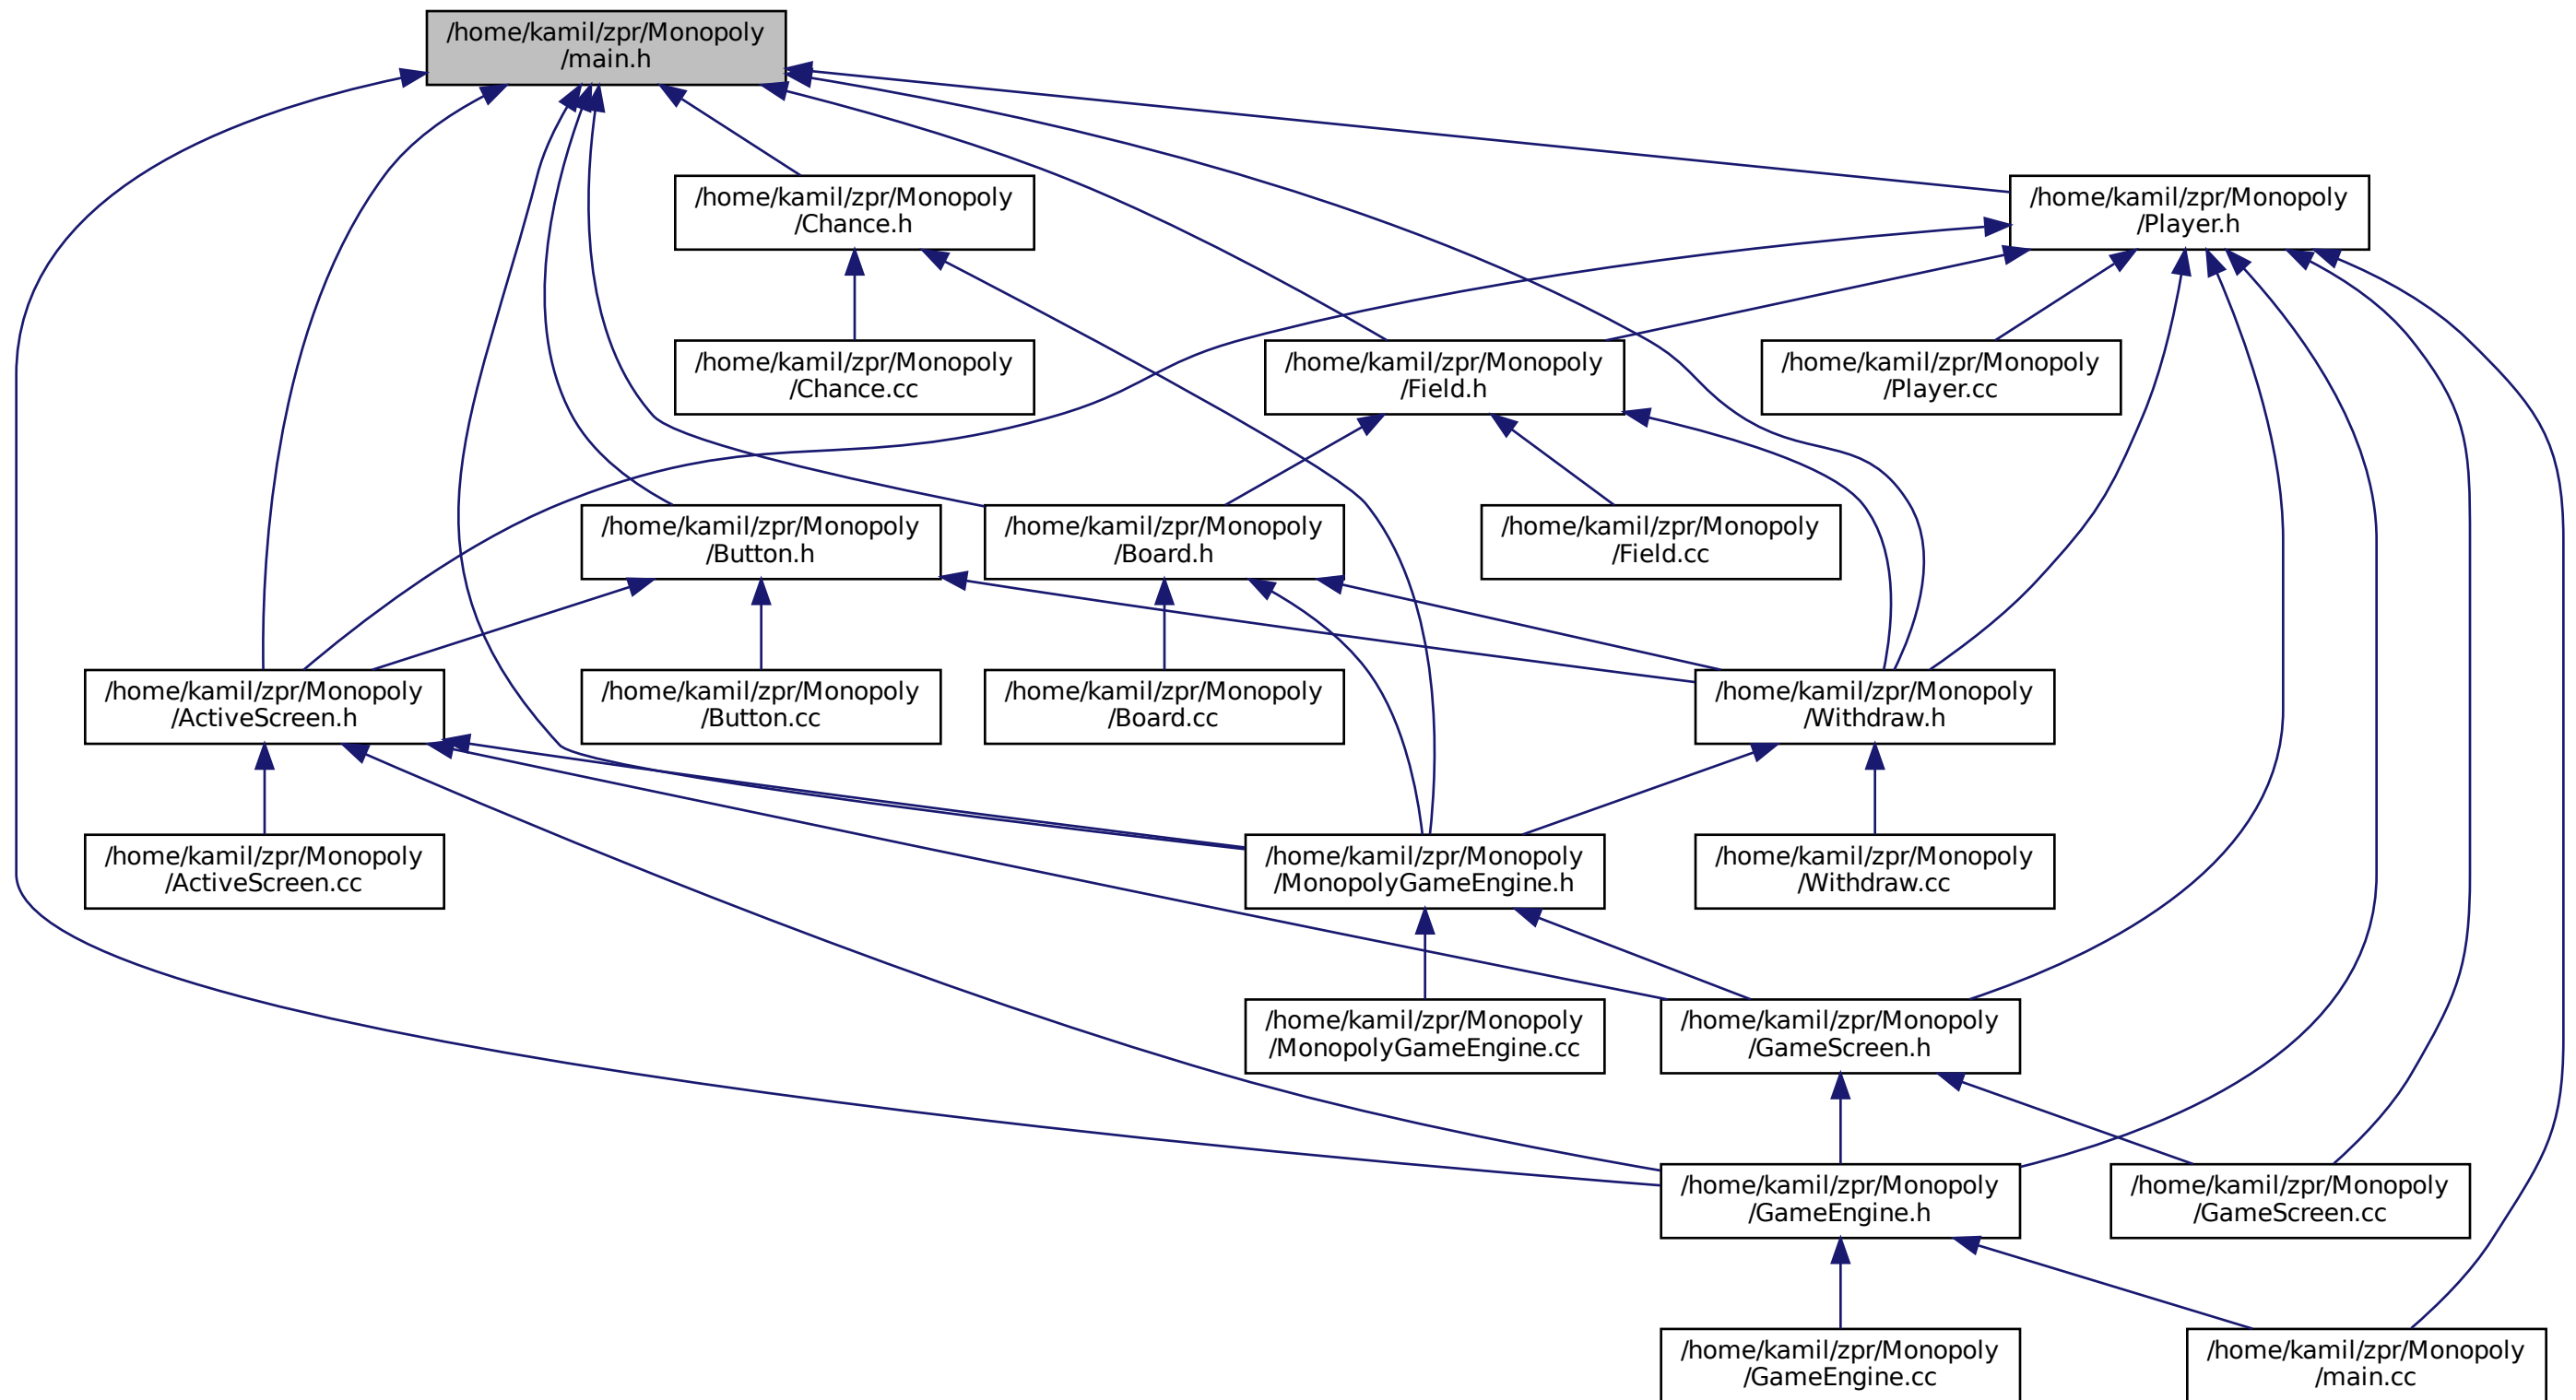 /home/kamil/zpr/Monopoly
/main.h
/home/kamil/zpr/Monopoly
/Chance.h
/home/kamil/zpr/Monopoly
/Player.h
/home/kamil/zpr/Monopoly
/Chance.cc
/home/kamil/zpr/Monopoly
/Field.h
/home/kamil/zpr/Monopoly
/Player.cc
/home/kamil/zpr/Monopoly
/Button.h
/home/kamil/zpr/Monopoly
/Board.h
/home/kamil/zpr/Monopoly
/Field.cc
/home/kamil/zpr/Monopoly
/ActiveScreen.h
/home/kamil/zpr/Monopoly
/Button.cc
/home/kamil/zpr/Monopoly
/Board.cc
/home/kamil/zpr/Monopoly
/Withdraw.h
/home/kamil/zpr/Monopoly
/ActiveScreen.cc
/home/kamil/zpr/Monopoly
/MonopolyGameEngine.h
/home/kamil/zpr/Monopoly
/Withdraw.cc
/home/kamil/zpr/Monopoly
/MonopolyGameEngine.cc
/home/kamil/zpr/Monopoly
/GameScreen.h
/home/kamil/zpr/Monopoly
/GameEngine.h
/home/kamil/zpr/Monopoly
/GameScreen.cc
/home/kamil/zpr/Monopoly
/GameEngine.cc
/home/kamil/zpr/Monopoly
/main.cc